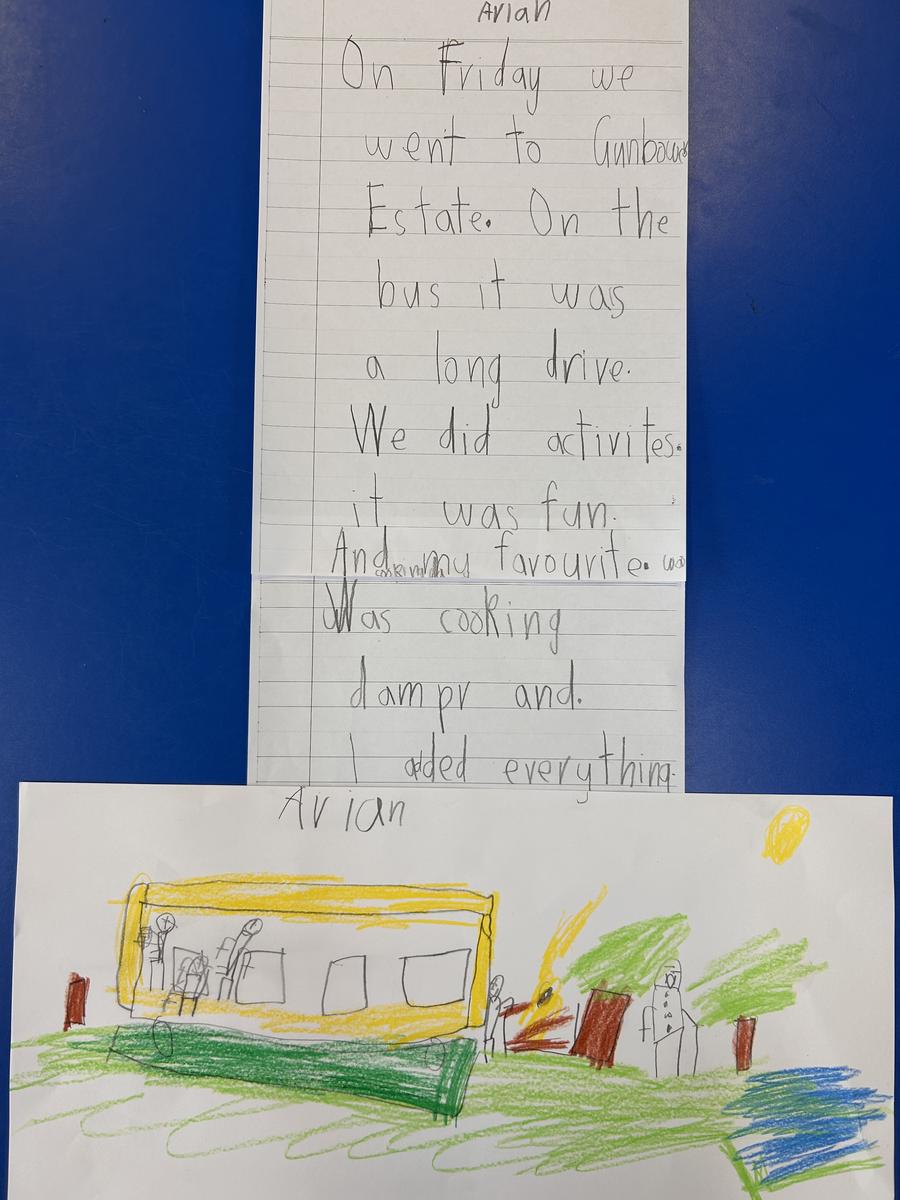 Arian
On Friday we
went to Gunbower
Estate. On the
bus it was
a long drive.
We did activites.
it was fun.
And my favourite.
Was cooking
dampr and.
I added everything.
Arian